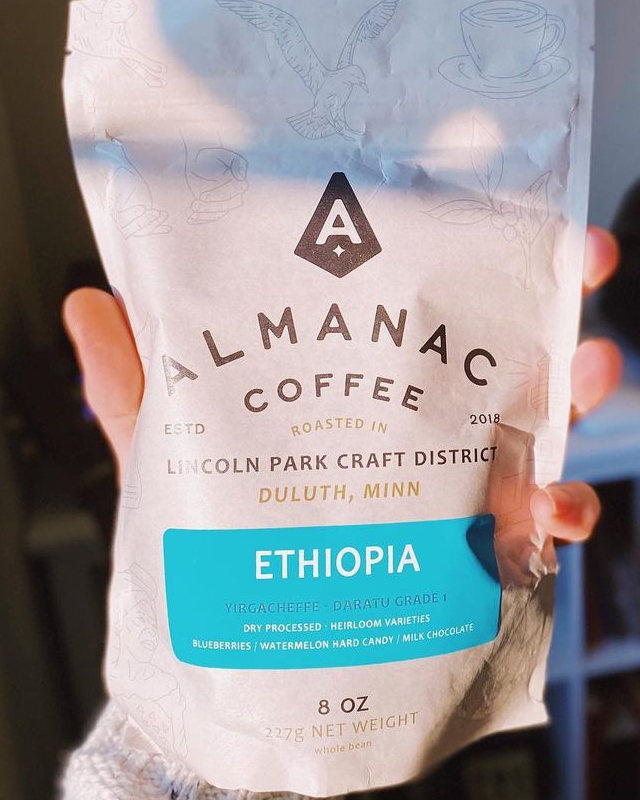 A
ALMANAC
COFFEE
ESTD ROASTED IN 2018
LINCOLN PARK CRAFT DISTRICT
DULUTH, MINN
ETHIOPIA
YIRGACHEFFE · DARATU GRADE 1
DRY PROCESSED · HEIRLOOM VARIETIES
BLUEBERRIES / WATERMELON HARD CANDY / MILK CHOCOLATE
8 OZ
227g NET WEIGHT
whole bean